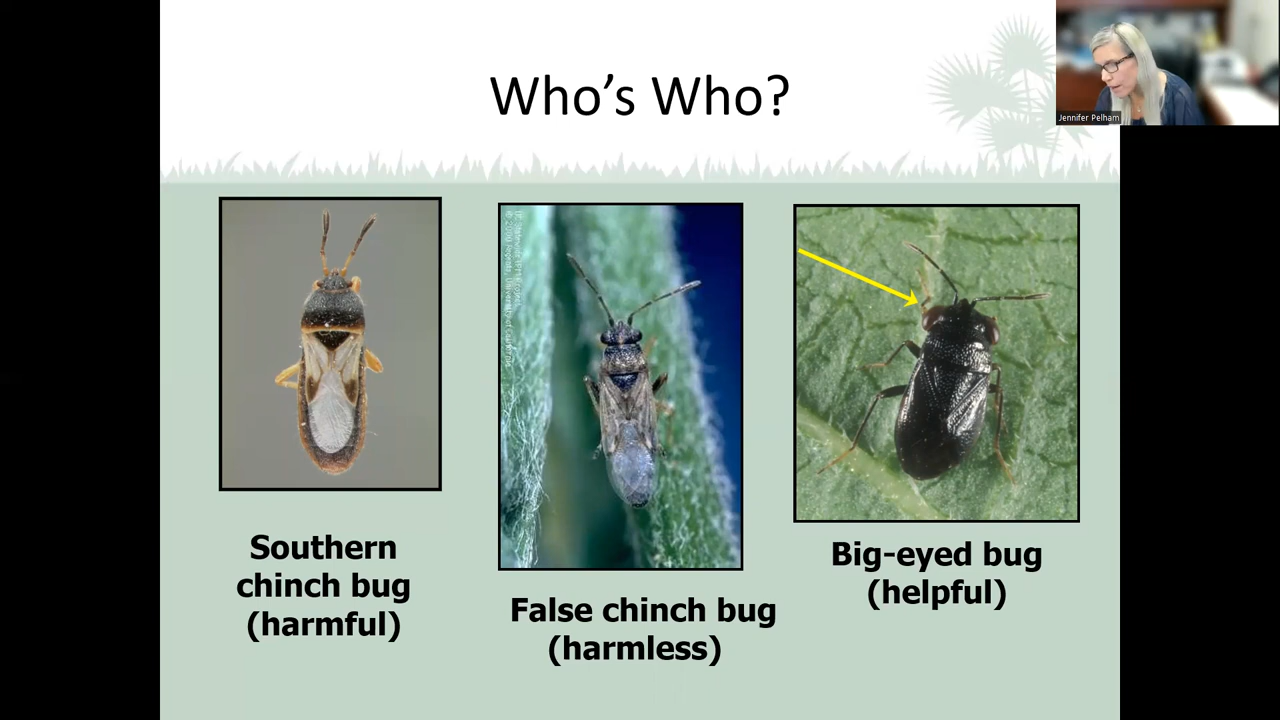 Who's Who?
Jennifer Pelham
Southern
chinch bug
(harmful)
False chinch bug
(harmless)
Big-eyed bug
(helpful)